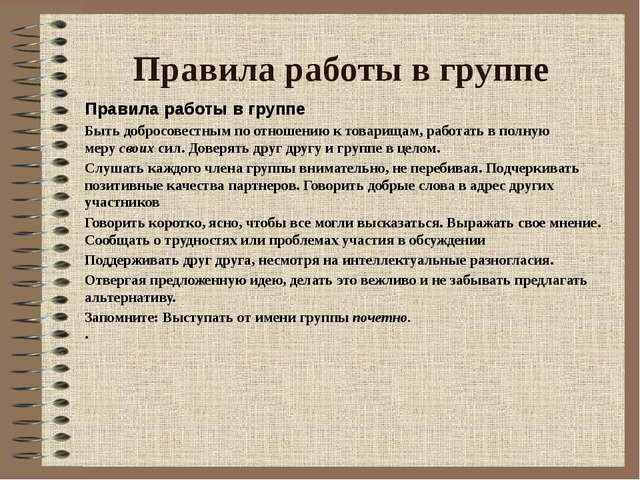 Правила работы в группе
Правила работы в группе
Быть добросовестным по отношению к товарищам, работать в полную
меру своих сил. Доверять друг другу и группе в целом.
Слушать каждого члена группы внимательно, не перебивая. Подчеркивать
позитивные качества партнеров. Говорить добрые слова в адрес других
участников
Говорить коротко, ясно, чтобы все могли высказаться. Выражать свое мнение.
Сообщать о трудностях или проблемах участия в обсуждении
Поддерживать друг друга, несмотря на интеллектуальные разногласия.
Отвергая предложенную идею, делать это вежливо и не забывать предлагать
альтернативу.
Запомните: Выступать от имени группы почетно.
.